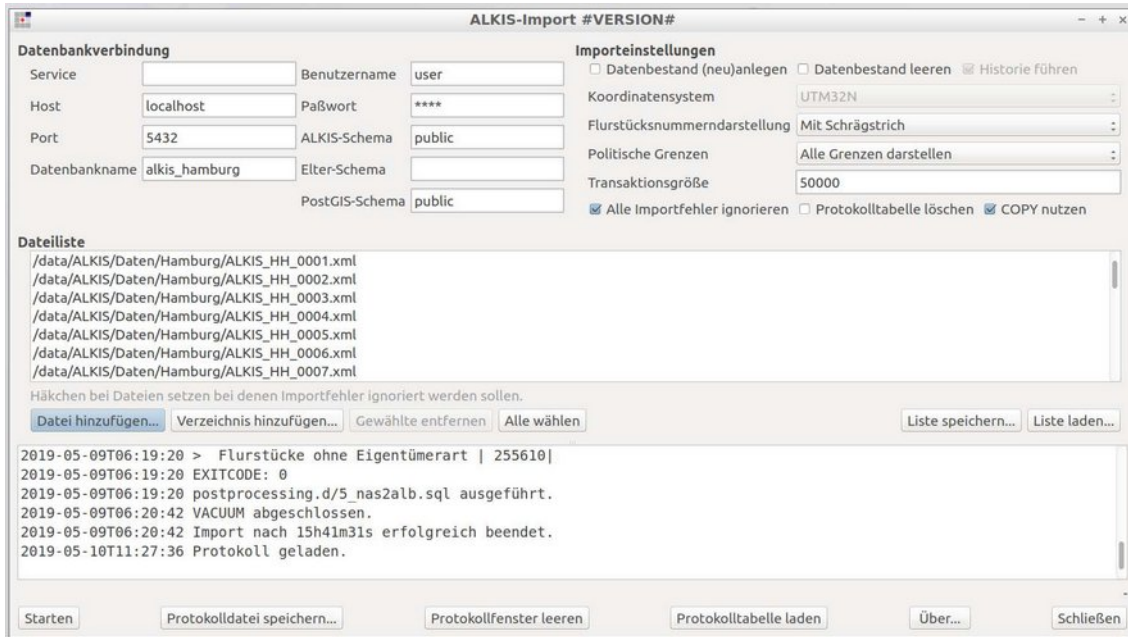 ALKIS-Import #VERSION#
Datenbankverbindung
Service
Benutzername user
Host localhost
Paßwort ****
Port 5432
ALKIS-Schema public
Datenbankname alkis_hamburg
Elter-Schema
PostGIS-Schema public
Importeinstellungen
Datenbestand (neu)anlegen Datenbestand leeren Historie führen
Koordinatensystem UTM32N
Flurstücksnummerndarstellung Mit Schrägstrich
Politische Grenzen Alle Grenzen darstellen
Transaktionsgröße 50000
Alle Importfehler ignorieren Protokolltabelle löschen COPY nutzen
Dateiliste
/data/ALKIS/Daten/Hamburg/ALKIS_HH_0001.xml
/data/ALKIS/Daten/Hamburg/ALKIS_HH_0002.xml
/data/ALKIS/Daten/Hamburg/ALKIS_HH_0003.xml
/data/ALKIS/Daten/Hamburg/ALKIS_HH_0004.xml
/data/ALKIS/Daten/Hamburg/ALKIS_HH_0005.xml
/data/ALKIS/Daten/Hamburg/ALKIS_HH_0006.xml
/data/ALKIS/Daten/Hamburg/ALKIS_HH_0007.xml
Häkchen bei Dateien setzen bei denen Importfehler ignoriert werden sollen.
Datei hinzufügen... Verzeichnis hinzufügen... Gewählte entfernen Alle wählen Liste speichern... Liste laden...
2019-05-09T06:19:20 > Flurstücke ohne Eigentümerart | 255610|
2019-05-09T06:19:20 EXITCODE: 0
2019-05-09T06:19:20 postprocessing.d/5_nas2alb.sql ausgeführt.
2019-05-09T06:20:42 VACUUM abgeschlossen.
2019-05-09T06:20:42 Import nach 15h41m31s erfolgreich beendet.
2019-05-10T11:27:36 Protokoll geladen.
Starten Protokolldatei speichern... Protokollfenster leeren Protokolltabelle laden Über... Schließen